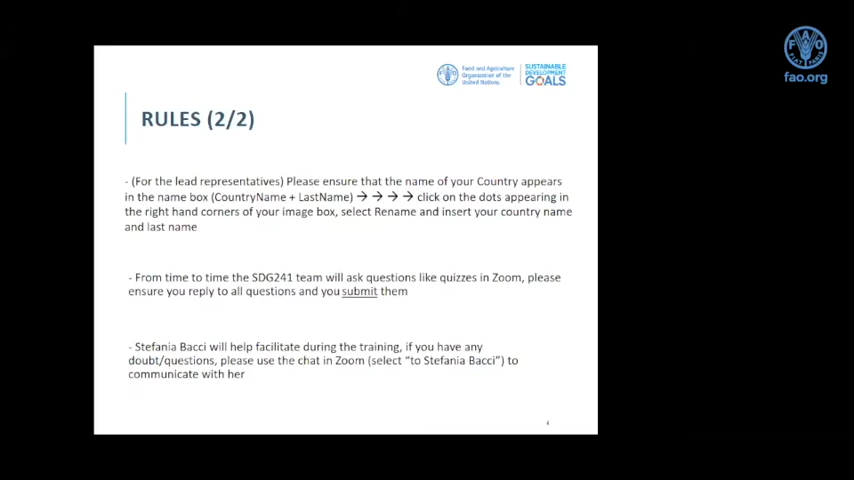 FAO
FIAT PANIS
fao.org
Food and Agriculture
Organization of the
United Nations
SUSTAINABLE
DEVELOPMENT
GOALS
RULES (2/2)
- (For the lead representatives) Please ensure that the name of your Country appears
in the name box (CountryName + LastName) → → → → click on the dots appearing in
the right hand corners of your image box, select Rename and insert your country name
and last name
- From time to time the SDG241 team will ask questions like quizzes in Zoom, please
ensure you reply to all questions and you submit them
- Stefania Bacci will help facilitate during the training, if you have any
doubt/questions, please use the chat in Zoom (select “to Stefania Bacci”) to
communicate with her
4